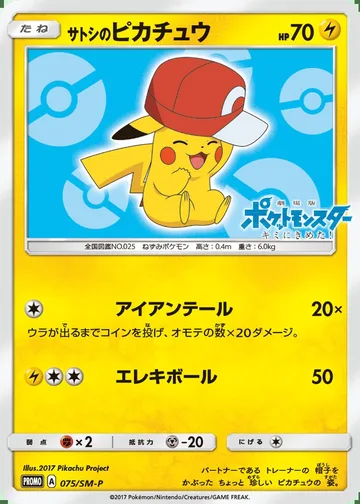 たね サトシのピカチュウ HP70
劇場版
ポケットモンスター
キミにきめた！
全国図鑑NO.025 ねずみポケモン 高さ：0.4m 重さ：6.0kg
アイアンテール 20×
ウラが出るまでコインを投げ、オモテの数×20ダメージ。
エレキボール 50
弱点 ×2 抵抗力 -20 にげる
Illus.2017 Pikachu Project
PROMO A 075/SM-P
パートナーである トレーナーの 帽子を
かぶった ちょっと 珍しい ピカチュウの 姿。
©2017 Pokémon/Nintendo/Creatures/GAME FREAK.